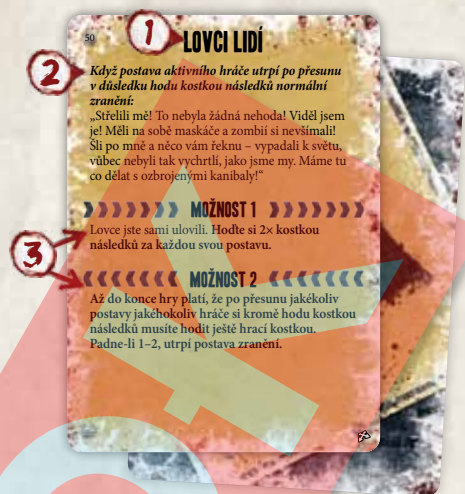 50
1
LOVCI LIDÍ
2
Když postava aktivního hráče utrpí po přesunu
v důsledku hodu kostkou následků normální
zranění:
„Střelili mě! To nebyla žádná nehoda! Viděl jsem
je! Měli na sobě maskáče a zombií si nevšímali!
Šli po mně a něco vám řeknu – vypadali k světu,
vůbec nebyli tak vychrtlí, jako jsme my. Máme tu
co dělat s ozbrojenými kanibaly!“
MOŽNOST 1
3
Lovce jste sami ulovili. Hoďte si 2× kostkou
následků za každou svou postavu.
MOŽNOST 2
Až do konce hry platí, že po přesunu jakékoliv
postavy jakéhokoliv hráče si kromě hodu kostkou
následků musíte hodit ještě hrací kostkou.
Padne-li 1–2, utrpí postava zranění.